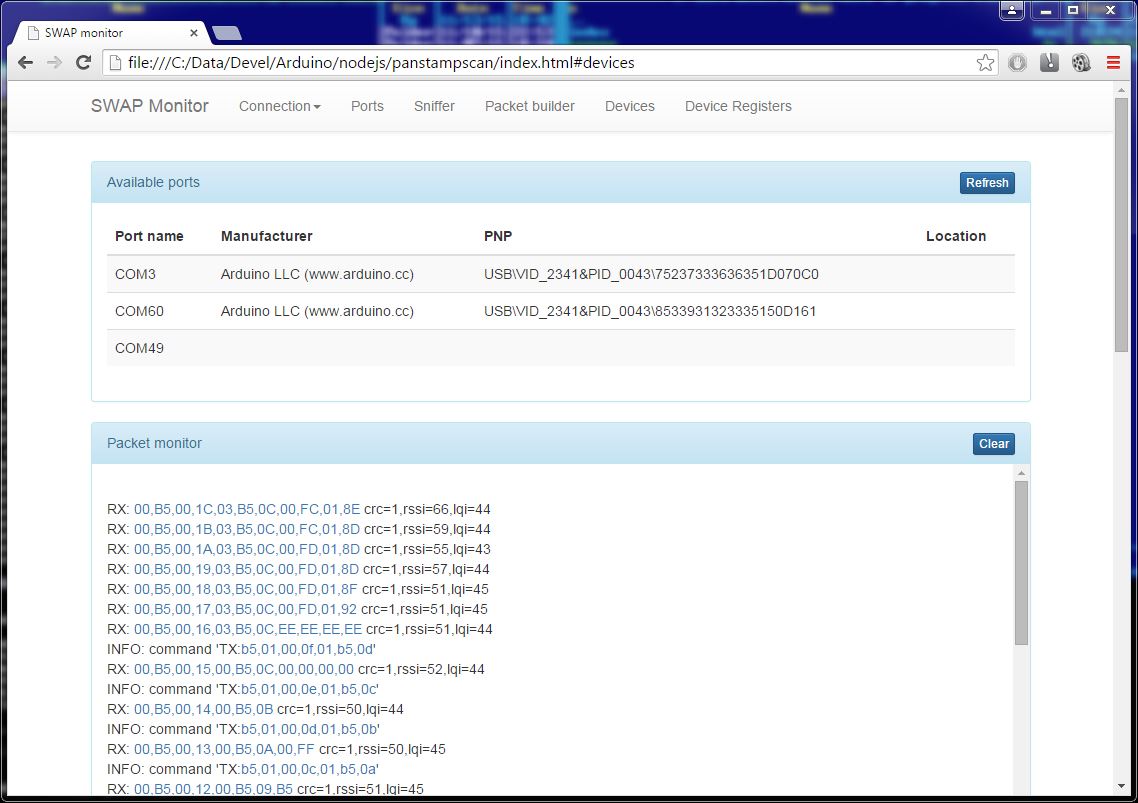 SWAP monitor
file:///C:/Data/Devel/Arduino/nodejs/panstampscan/index.html#devices
SWAP Monitor Connection Ports Sniffer Packet builder Devices Device Registers
Available ports Refresh
Port name Manufacturer PNP Location
COM3 Arduino LLC (www.arduino.cc) USB\VID_2341&PID_0043\75237333636351D070C0
COM60 Arduino LLC (www.arduino.cc) USB\VID_2341&PID_0043\8533931323335150D161
COM49
Packet monitor Clear
RX: 00,B5,00,1C,03,B5,0C,00,FC,01,8E crc=1,rssi=66,lqi=44
RX: 00,B5,00,1B,03,B5,0C,00,FC,01,8D crc=1,rssi=59,lqi=44
RX: 00,B5,00,1A,03,B5,0C,00,FD,01,8D crc=1,rssi=55,lqi=43
RX: 00,B5,00,19,03,B5,0C,00,FD,01,8D crc=1,rssi=57,lqi=44
RX: 00,B5,00,18,03,B5,0C,00,FD,01,8F crc=1,rssi=51,lqi=45
RX: 00,B5,00,17,03,B5,0C,00,FD,01,92 crc=1,rssi=51,lqi=45
RX: 00,B5,00,16,03,B5,0C,EE,EE,EE,EE crc=1,rssi=51,lqi=44
INFO: command 'TX:b5,01,00,0f,01,b5,0d'
RX: 00,B5,00,15,00,B5,0C,00,00,00,00 crc=1,rssi=52,lqi=44
INFO: command 'TX:b5,01,00,0e,01,b5,0c'
RX: 00,B5,00,14,00,B5,0B crc=1,rssi=50,lqi=44
INFO: command 'TX:b5,01,00,0d,01,b5,0b'
RX: 00,B5,00,13,00,B5,0A,00,FF crc=1,rssi=50,lqi=45
INFO: command 'TX:b5,01,00,0c,01,b5,0a'
RX: 00,B5,00,12,00,B5,09,B5 crc=1,rssi=51,lqi=45